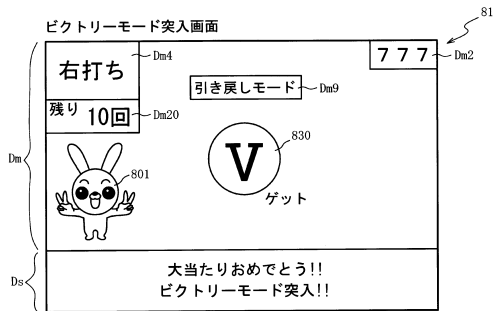 ビクトリーモード突入画面
81
右打ち
Dm4
777
Dm2
引き戻しモード
Dm9
残り 10回
Dm20
Dm
V
830
ゲット
801
Ds
大当たりおめでとう!!
ビクトリーモード突入!!